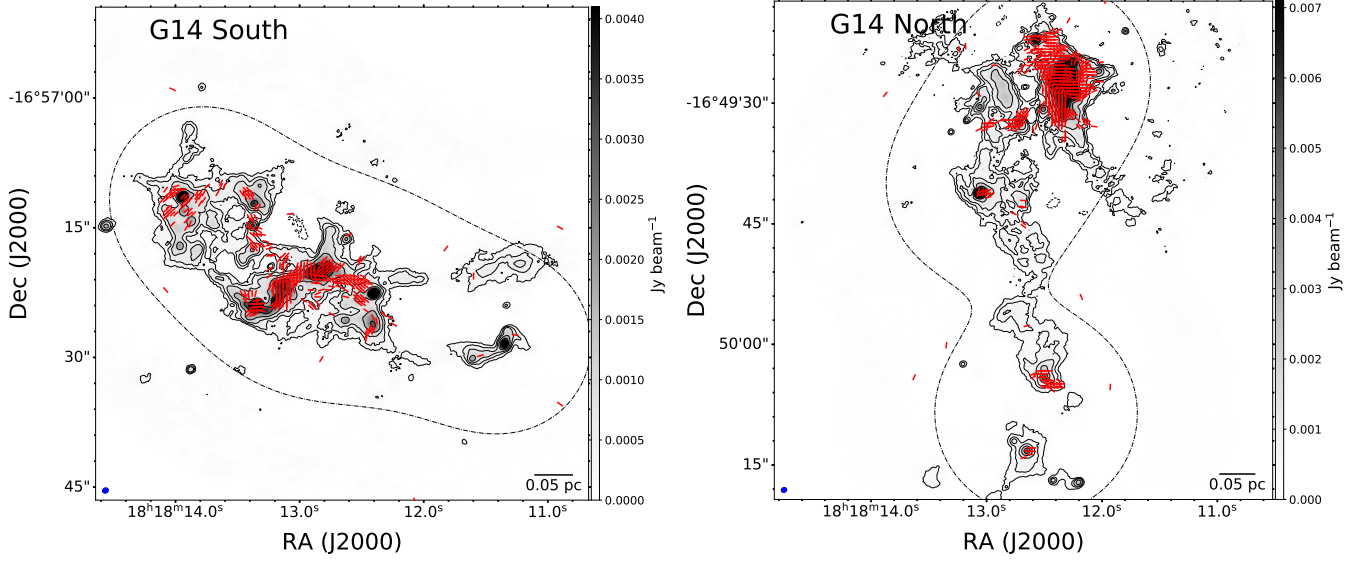 G14 South
-16°57'00"
15"
30"
45"
Dec (J2000)
18ʰ18ᵐ14.0ˢ
13.0ˢ
12.0ˢ
11.0ˢ
RA (J2000)
0.05 pc
0.0040
0.0035
0.0030
0.0025
0.0020
0.0015
0.0010
0.0005
0.0000
Jy beam⁻¹
G14 North
-16°49'30"
45"
50'00"
15"
Dec (J2000)
18ʰ18ᵐ14.0ˢ
13.0ˢ
12.0ˢ
11.0ˢ
RA (J2000)
0.05 pc
0.007
0.006
0.005
0.004
0.003
0.002
0.001
0.000
Jy beam⁻¹